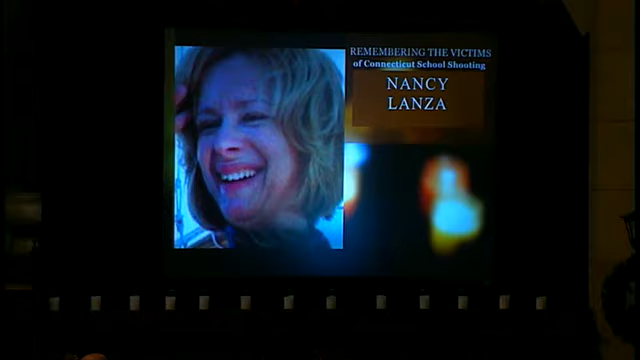 REMEMBERING THE VICTIMS
of Connecticut School Shooting
NANCY
LANZA